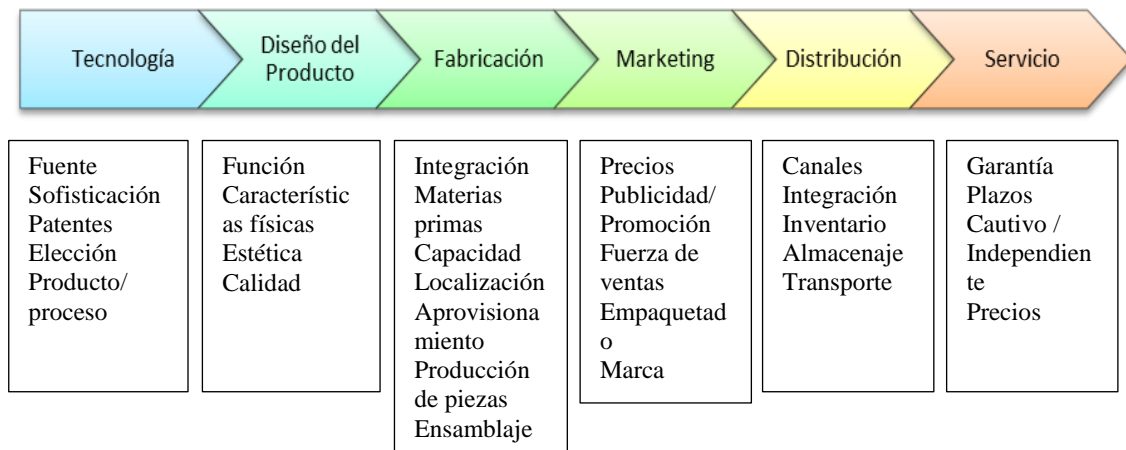 Tecnología
Diseño del
Producto
Fabricación
Marketing
Distribución
Servicio
Fuente
Sofisticación
Patentes
Elección
Producto/
proceso
Función
Característic
as físicas
Estética
Calidad
Integración
Materias
primas
Capacidad
Localización
Aprovisiona
miento
Producción
de piezas
Ensamblaje
Precios
Publicidad/
Promoción
Fuerza de
ventas
Empaquetad
o
Marca
Canales
Integración
Inventario
Almacenaje
Transporte
Garantía
Plazos
Cautivo /
Independien
te
Precios